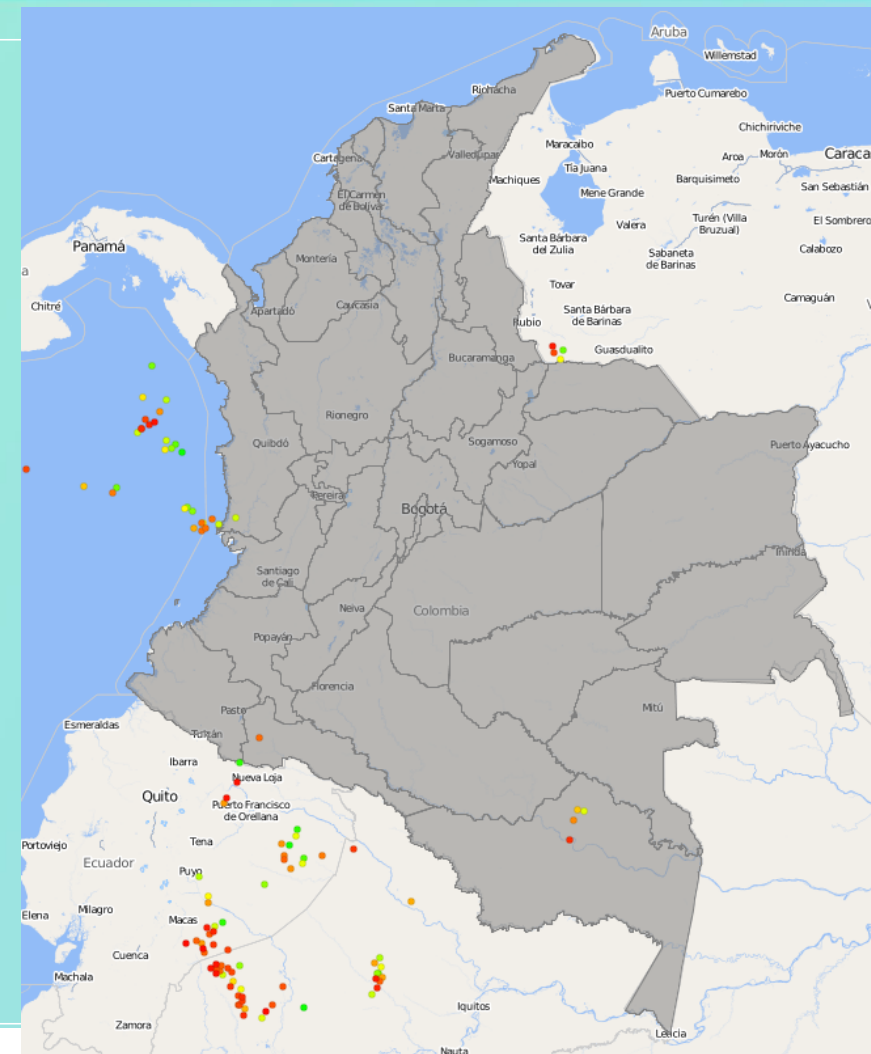 Aruba
Willemstad
Riohacha
Puerto Cumarebo
Santa Marta
Chichiriviche
Cartagena
Valledupar
Maracaibo
Aroa
Morón
Caraca
Tía Juana
Machiques
Barquisimeto
San Sebastián
El Carmen
de Bolívar
Mene Grande
Valera
Turén (Villa
Bruzual)
El Sombrero
Panamá
Santa Bárbara
del Zulia
Sabaneta
de Barinas
Calabozo
Montería
a
Tovar
Camaguán
Chitré
Apartadó
Caucasia
Rubio
Santa Bárbara
de Barinas
Bucaramanga
Guasdualito
Rionegro
Quibdó
Sogamoso
Puerto Ayacucho
Yopal
Pereira
Bogotá
Inírida
Santiago
de Cali
Neiva
Colombia
Popayán
Florencia
Mitú
Pasto
Esmeraldas
Tulcán
Ibarra
Nueva Loja
Quito
Puerto Francisco
de Orellana
Portoviejo
Tena
Ecuador
Puyo
Elena
Milagro
Macas
Cuenca
Machala
Iquitos
Zamora
Leticia
Nauta